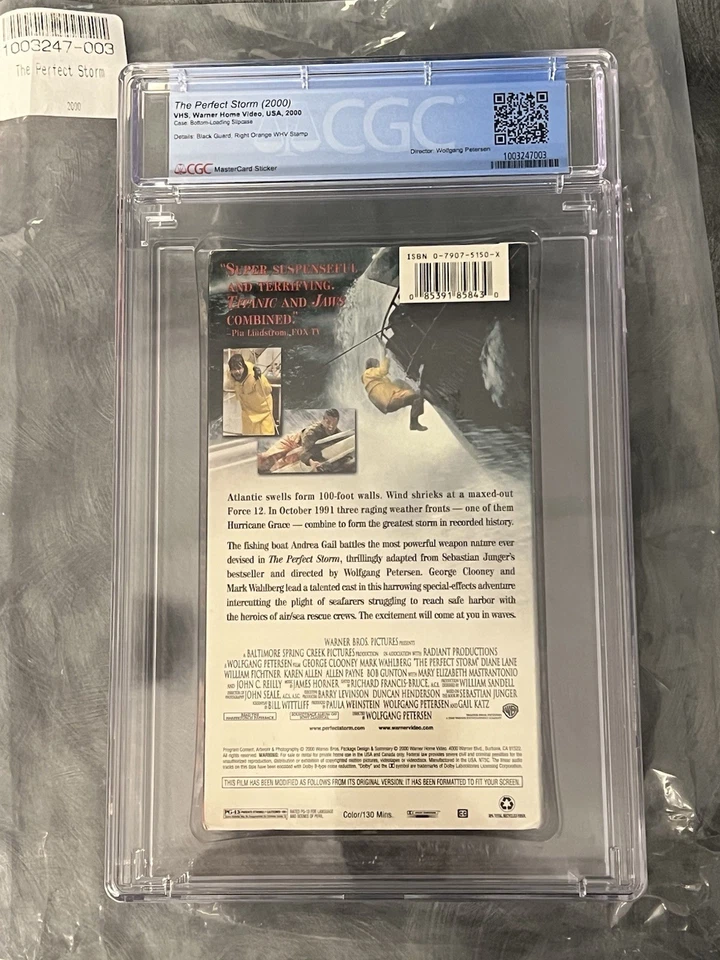 1003247-003
The Perfect Storm
2000
The Perfect Storm (2000)
VHS, Warner Home Video, USA, 2000
Case: Bottom-Loading Slipcase
Details: Black Guard, Right Orange WHV Stamp
CGC
Director: Wolfgang Petersen
1003247003
CGC MasterCard Sticker
ISBN 0-7907-5150-X
0 85391 85843 0
"SUPER SUSPENSEFUL
AND TERRIFYING.
TITANIC AND JAWS
COMBINED."
–Pia Lindstrom, FOX-TV
Atlantic swells form 100-foot walls. Wind shrieks at a maxed-out
Force 12. In October 1991 three raging weather fronts — one of them
Hurricane Grace — combine to form the greatest storm in recorded history.
The fishing boat Andrea Gail battles the most powerful weapon nature ever
devised in The Perfect Storm, thrillingly adapted from Sebastian Junger's
bestseller and directed by Wolfgang Petersen. George Clooney and
Mark Wahlberg lead a talented cast in this harrowing special-effects adventure
intercutting the plight of seafarers struggling to reach safe harbor with
the heroics of air/sea rescue crews. The excitement will come at you in waves.
WARNER BROS. PICTURES PRESENTS
A BALTIMORE SPRING CREEK PICTURES PRODUCTION IN ASSOCIATION WITH RADIANT PRODUCTIONS
A WOLFGANG PETERSEN FILM GEORGE CLOONEY MARK WAHLBERG "THE PERFECT STORM" DIANE LANE
WILLIAM FICHTNER KAREN ALLEN ALLEN PAYNE BOB GUNTON WITH MARY ELIZABETH MASTRANTONIO
AND JOHN C. REILLY MUSIC BY JAMES HORNER RICHARD FRANCIS-BRUCE, A.C.E. WILLIAM SANDELL
JOHN SEALE, A.C.S. BARRY LEVINSON DUNCAN HENDERSON SEBASTIAN JUNGER
BILL WITTLIFF PAULA WEINSTEIN WOLFGANG PETERSEN AND GAIL KATZ
WOLFGANG PETERSEN
www.perfectstorm.com www.warnervideo.com
THIS FILM HAS BEEN MODIFIED AS FOLLOWS FROM ITS ORIGINAL VERSION: IT HAS BEEN FORMATTED TO FIT YOUR SCREEN.
PG-13
Color/130 Mins.